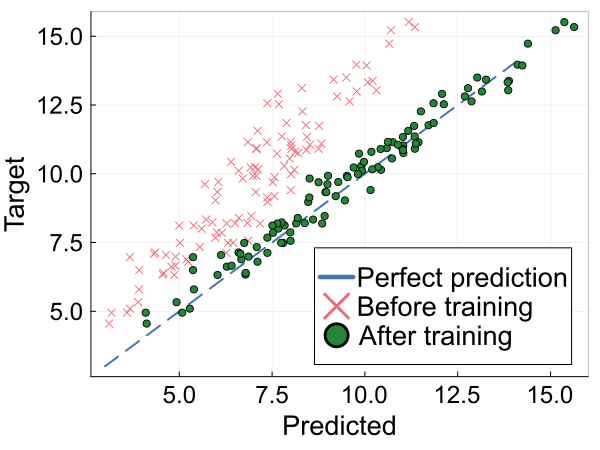 15.0
12.5
10.0
7.5
5.0
Target
Perfect prediction
Before training
After training
5.0 7.5 10.0 12.5 15.0
Predicted